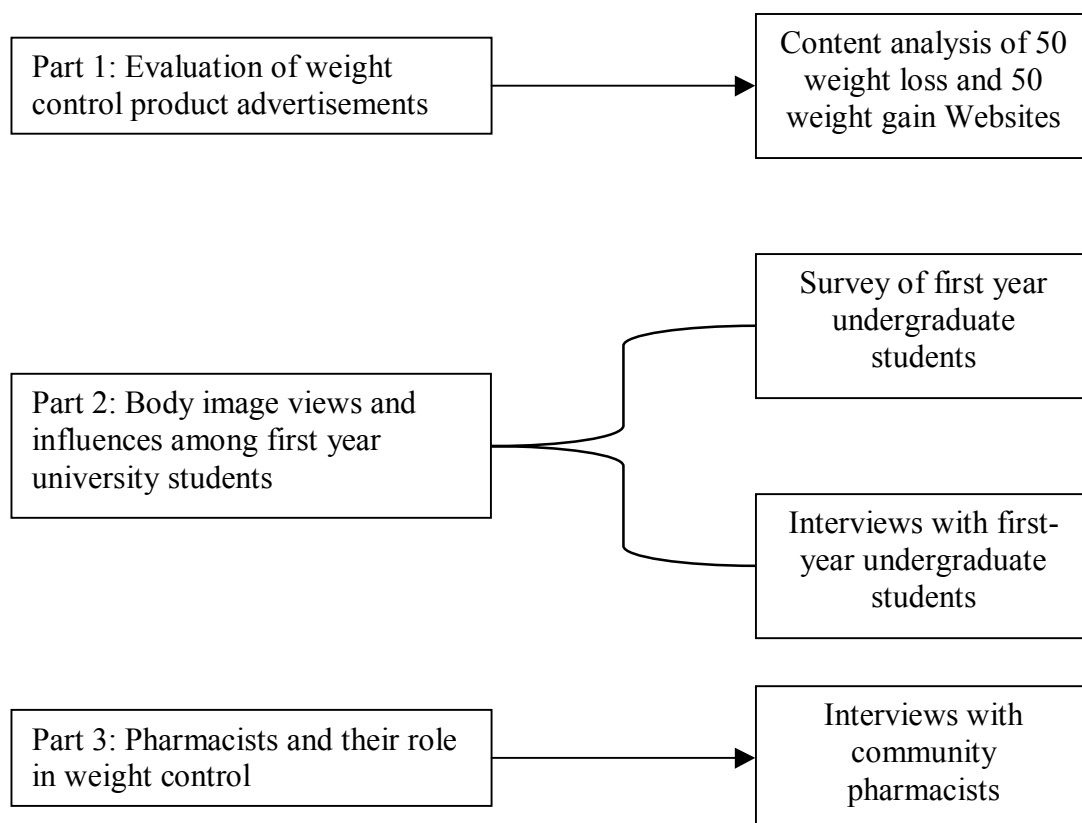 Part 1: Evaluation of weight
control product advertisements
Content analysis of 50
weight loss and 50
weight gain Websites
Part 2: Body image views and
influences among first year
university students
Survey of first year
undergraduate
students
Interviews with first-
year undergraduate
students
Part 3: Pharmacists and their role
in weight control
Interviews with
community
pharmacists